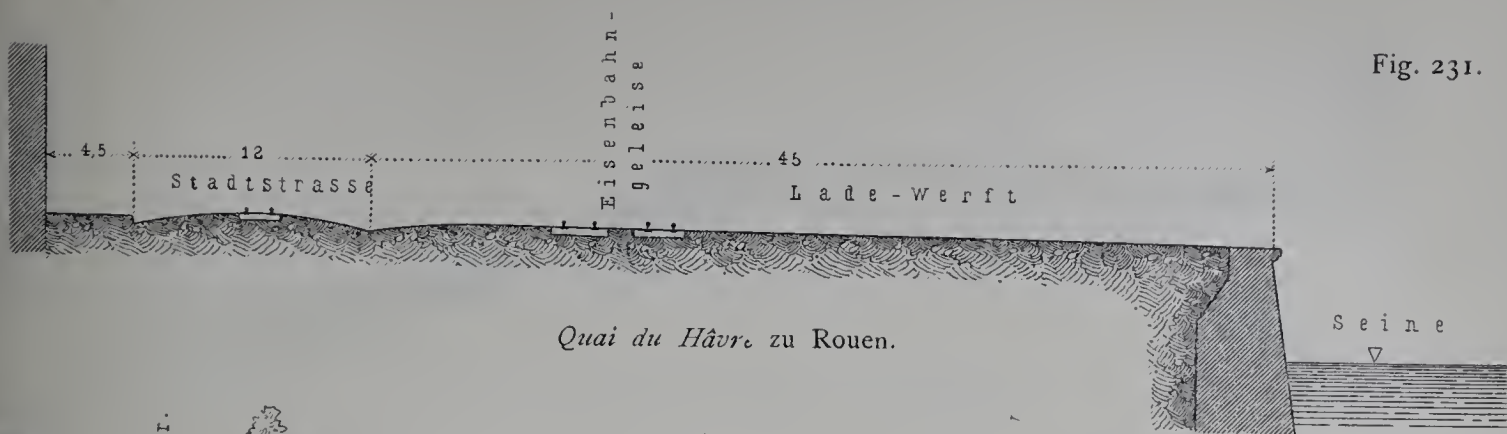 Fig. 231.
Eisenbahn-
geleise
4,5 12 45
Stadtstrasse
Lade-Werft
Quai du Hâvre zu Rouen.
Seine